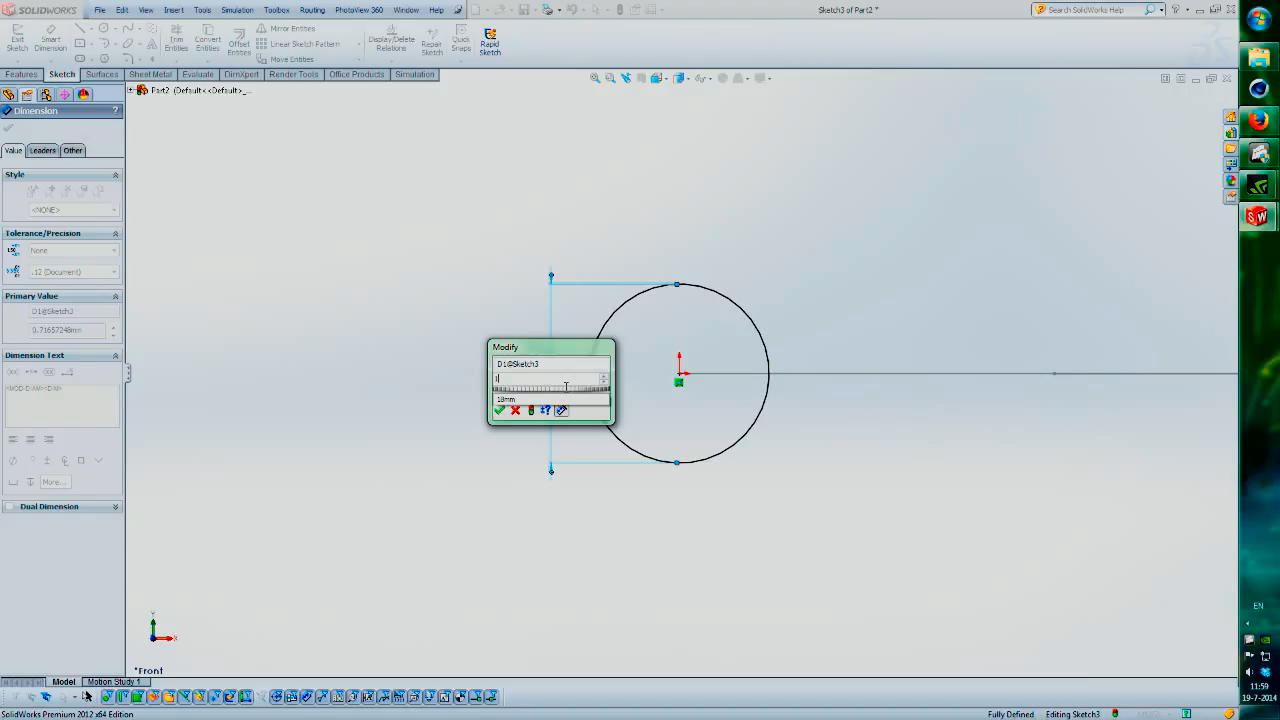 SOLIDWORKS File Edit View Insert Tools Simulation Toolbox PhotoView 360 Routing Window Help Sketch3 of Part2 * Search SolidWorks Help
Exit Sketch Smart Dimension Trim Entities Convert Entities Offset Entities Mirror Entities Linear Sketch Pattern Move Entities Display/Delete Relations Repair Sketch Quick Snaps Rapid Sketch
Features Sketch Surfaces Sheet Metal Evaluate DimXpert Render Tools Office Products Simulation
Part2 (Default<<Default>_...
Dimension ?
Value Leaders Other
Style
<NONE>
Tolerance/Precision
None
.12 (Document)
Primary Value
D1@Sketch3
0.71657248mm
Dimension Text
<MOD-DIAM><DIM>
More...
Dual Dimension
Modify
D1@Sketch3
1
18mm
Y
X
*Front
Model Motion Study 1
SolidWorks Premium 2012 x64 Edition Fully Defined Editing Sketch3
EN
11:59
19-7-2014